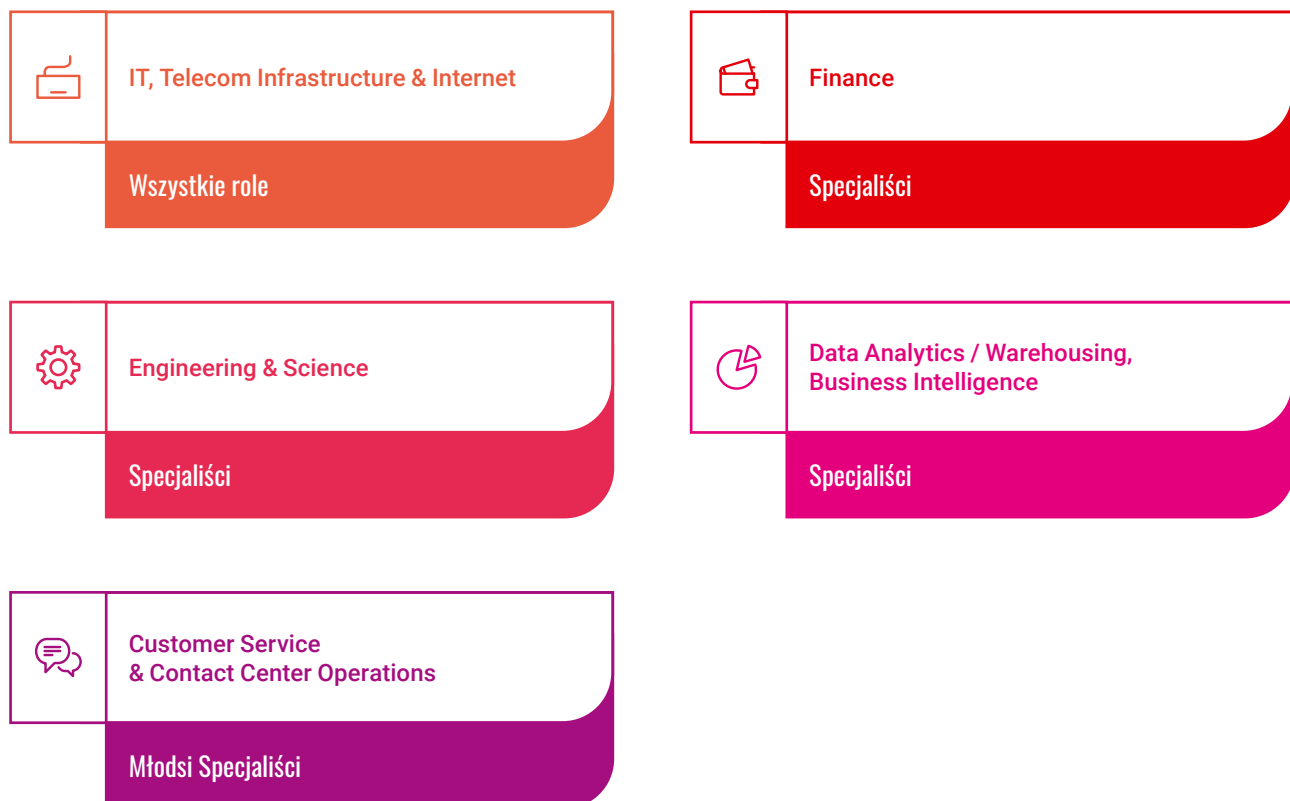 IT, Telecom Infrastructure & Internet
Wszystkie role
Finance
Specjaliści
Engineering & Science
Specjaliści
Data Analytics / Warehousing,
Business Intelligence
Specjaliści
Customer Service
& Contact Center Operations
Młodsi Specjaliści